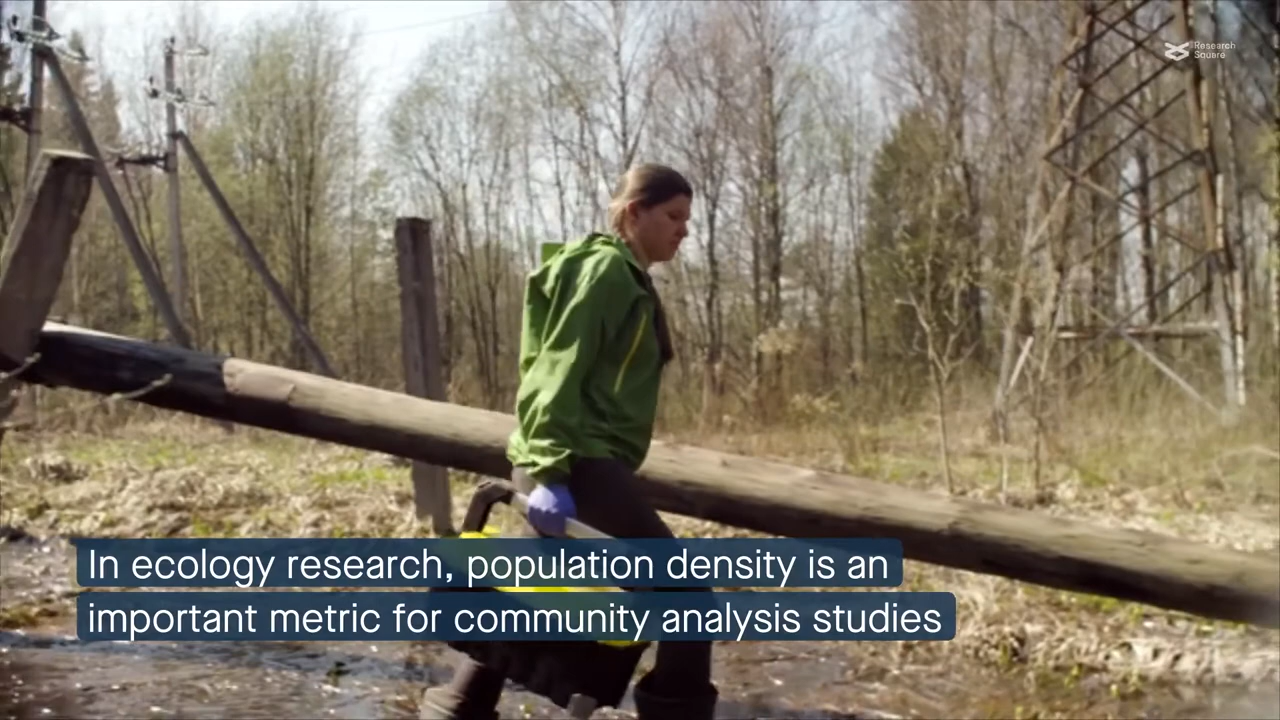 Research
Square
In ecology research, population density is an
important metric for community analysis studies